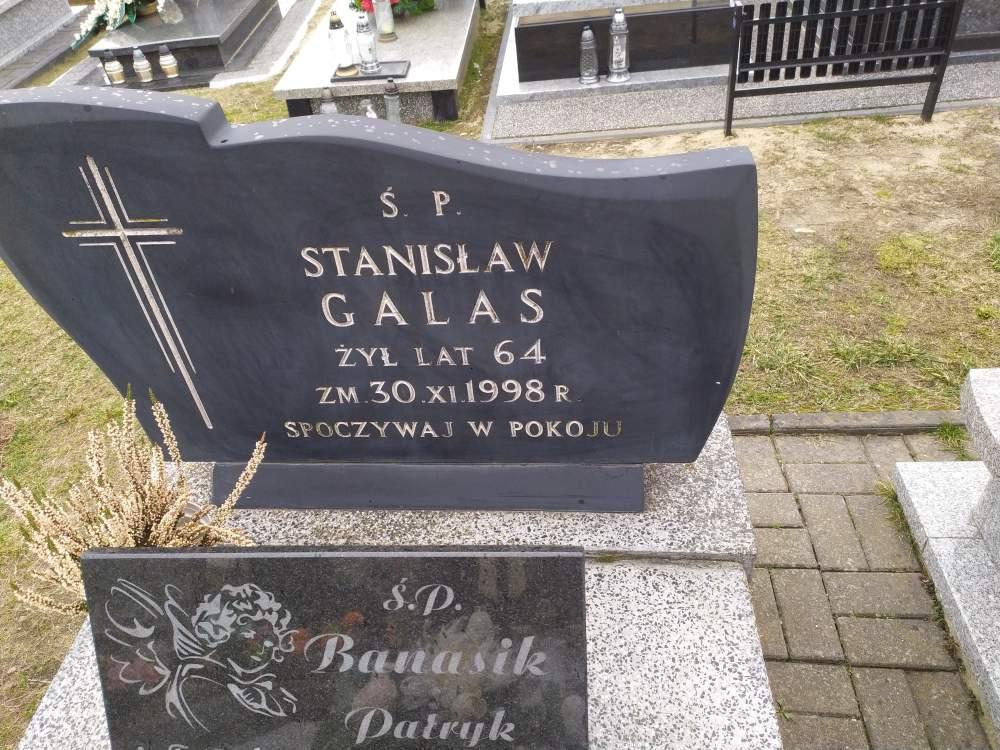 Ś. P.
STANISŁAW
GALAS
ŻYŁ LAT 64
ZM. 30.XI.1998 R.
SPOCZYWAJ W POKOJU
ś.p.
Banasik
Patryk